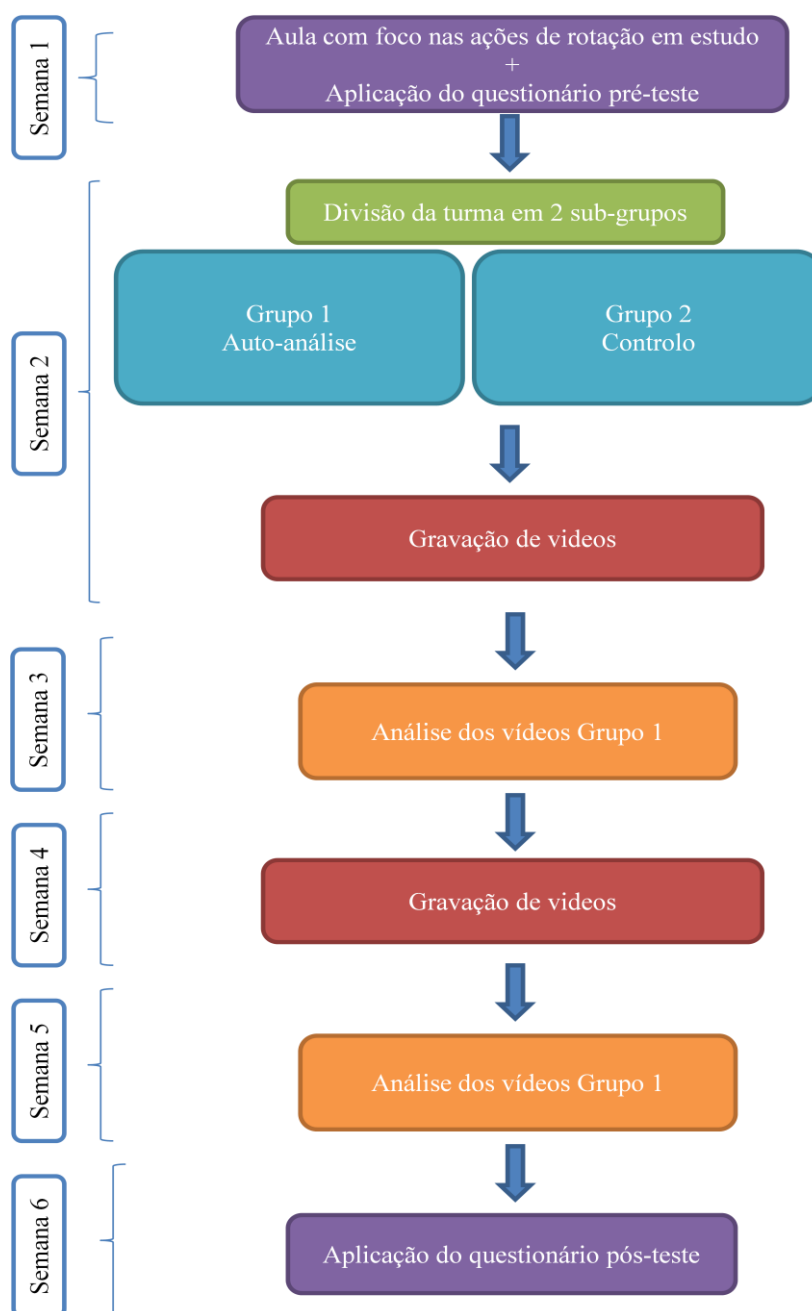 Semana 1
Aula com foco nas ações de rotação em estudo
+
Aplicação do questionário pré-teste
Semana 2
Divisão da turma em 2 sub-grupos
Grupo 1
Auto-análise
Grupo 2
Controlo
Gravação de videos
Semana 3
Análise dos vídeos Grupo 1
Semana 4
Gravação de videos
Semana 5
Análise dos vídeos Grupo 1
Semana 6
Aplicação do questionário pós-teste